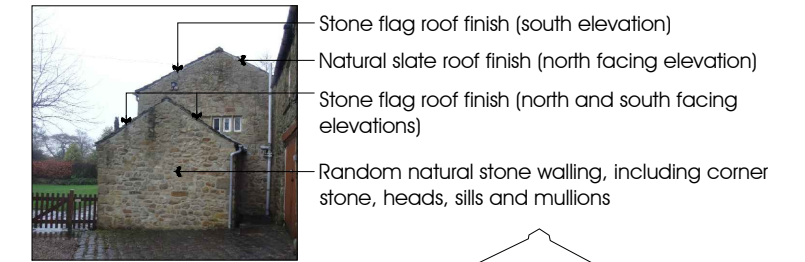 Stone flag roof finish (south elevation)
Natural slate roof finish (north facing elevation)
Stone flag roof finish (north and south facing
elevations)
Random natural stone walling, including corner
stone, heads, sills and mullions